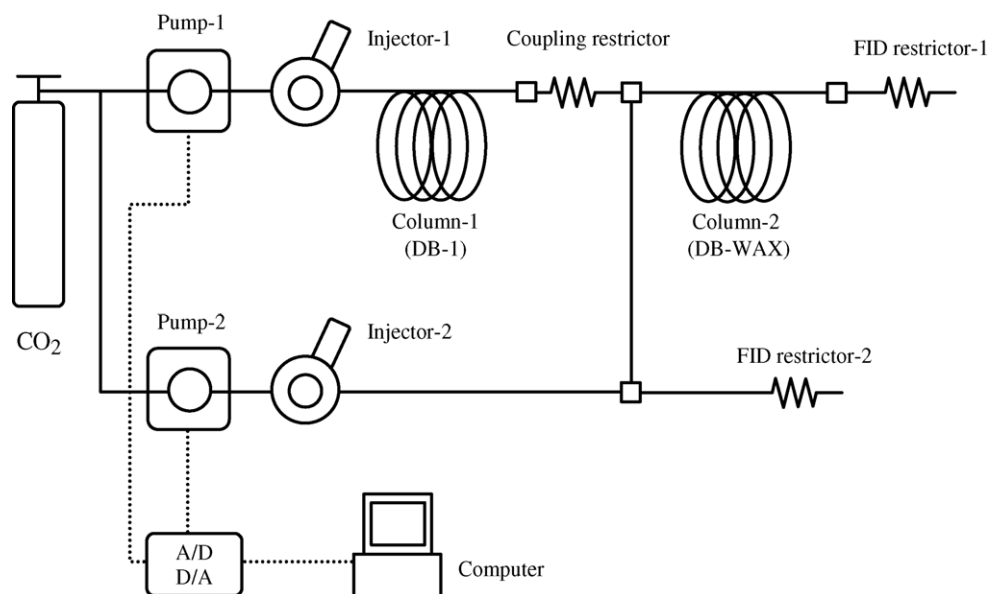 Pump-1
Injector-1
Coupling restrictor
FID restrictor-1
Column-1
(DB-1)
Column-2
(DB-WAX)
CO2
Pump-2
Injector-2
FID restrictor-2
A/D
D/A
Computer